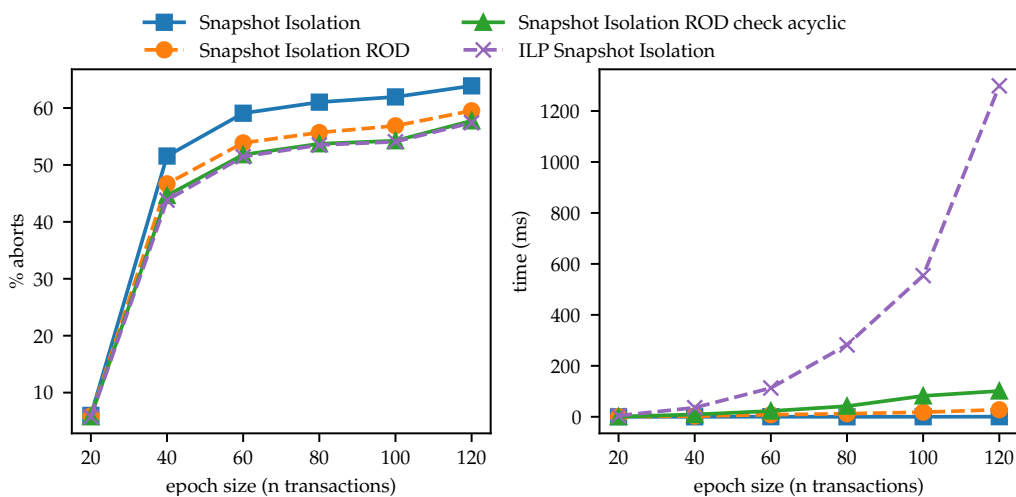 Snapshot Isolation
Snapshot Isolation ROD
Snapshot Isolation ROD check acyclic
ILP Snapshot Isolation
% aborts
60
50
40
30
20
10
20 40 60 80 100 120
epoch size (n transactions)
time (ms)
1200
1000
800
600
400
200
0
20 40 60 80 100 120
epoch size (n transactions)